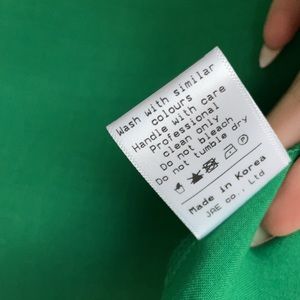 Wash with similar
colours
Handle with care
Professional
clean only
Do not bleach
Do not tumble dry
Made in Korea
JAE co., Ltd